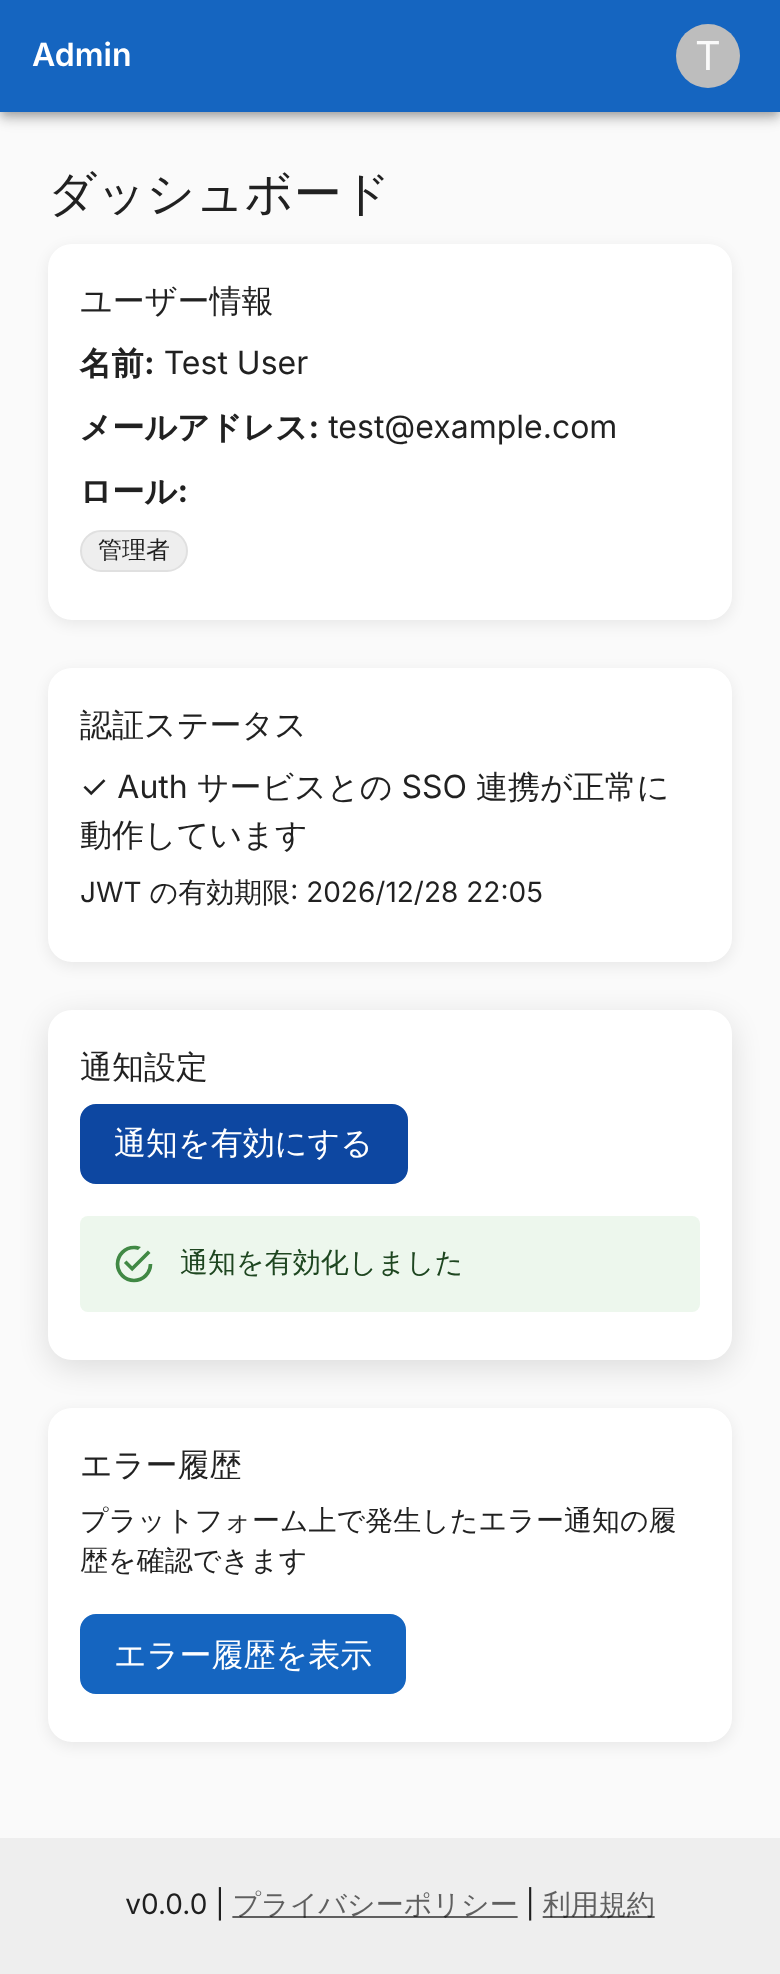 Admin
T
ダッシュボード
ユーザー情報
名前: Test User
メールアドレス: test@example.com
ロール:
管理者
認証ステータス
✓ Auth サービスとの SSO 連携が正常に
動作しています
JWT の有効期限: 2026/12/28 22:05
通知設定
通知を有効にする
通知を有効化しました
エラー履歴
プラットフォーム上で発生したエラー通知の履
歴を確認できます
エラー履歴を表示
v0.0.0 | プライバシーポリシー | 利用規約